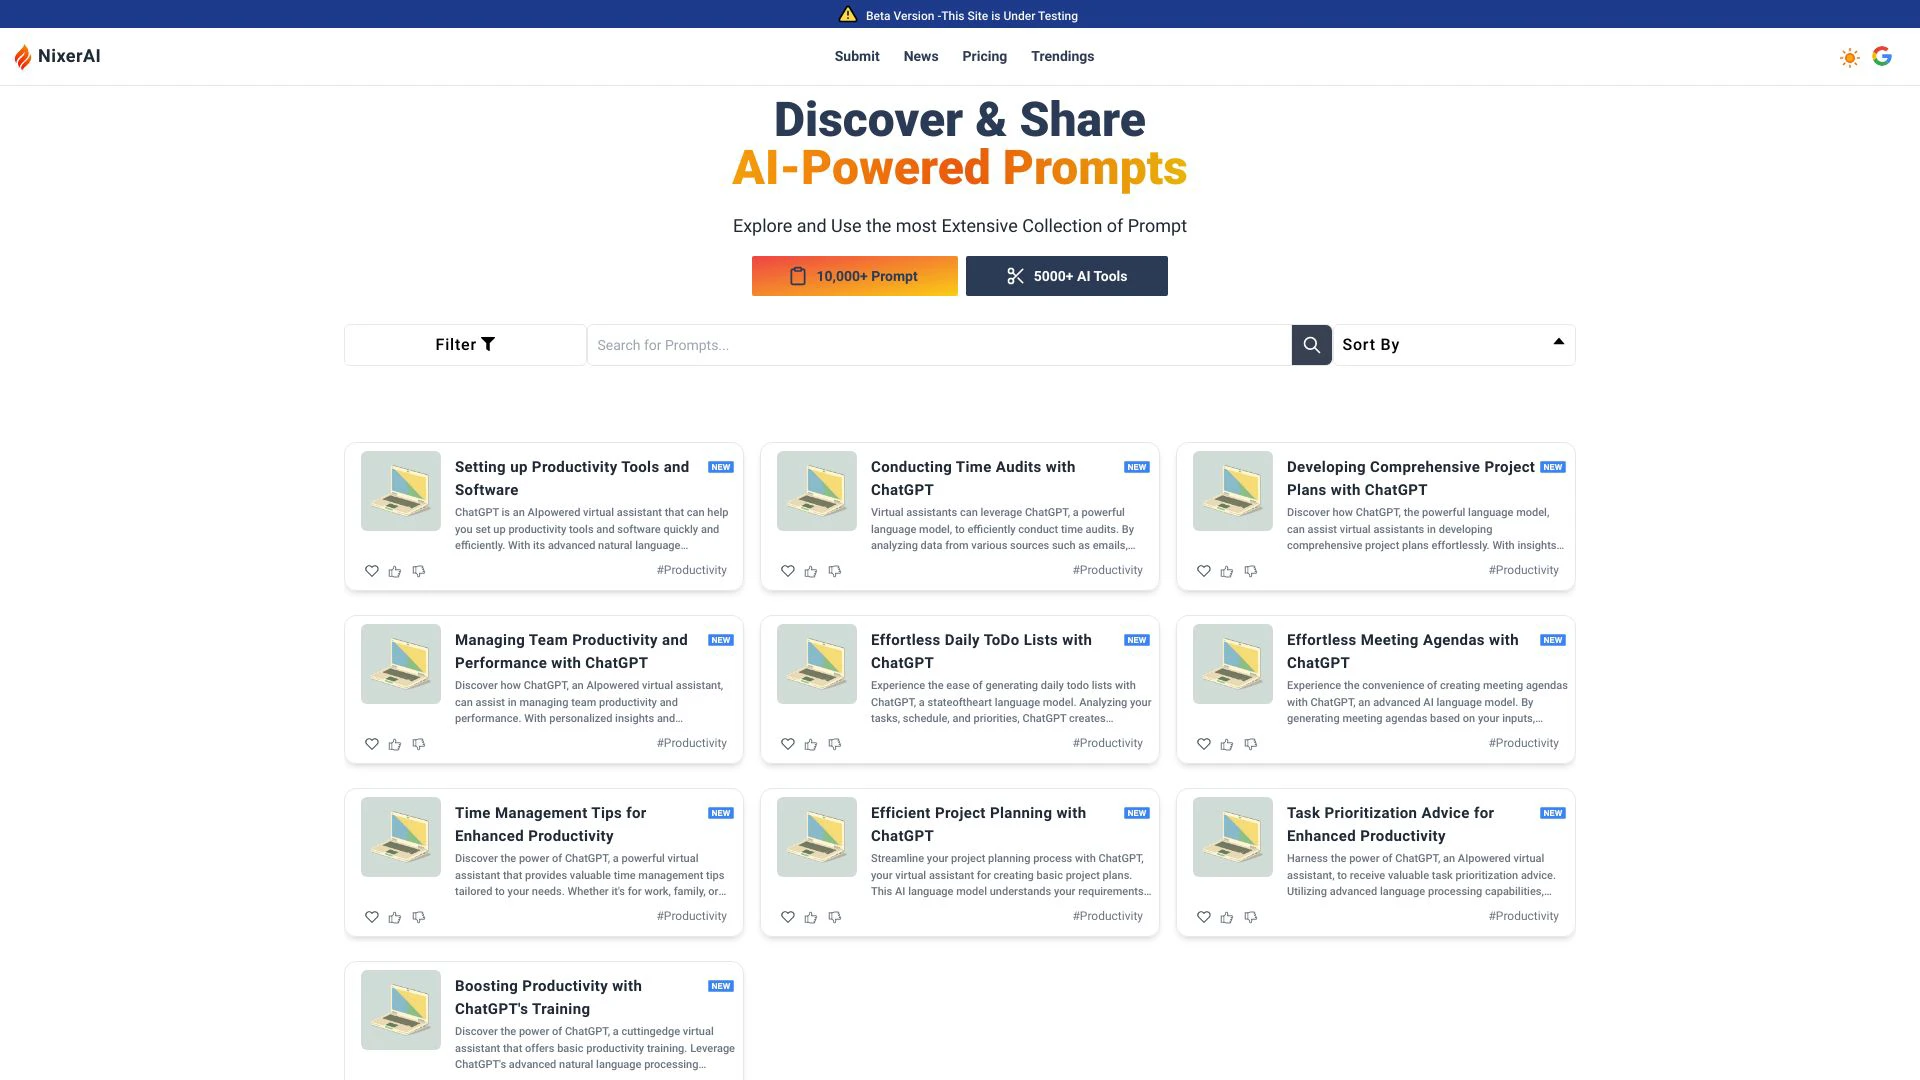 Beta Version -This Site is Under Testing
NixerAI
Submit
News
Pricing
Trendings
Discover & Share
AI-Powered Prompts
Explore and Use the most Extensive Collection of Prompt
10,000+ Prompt
5000+ AI Tools
Filter
Search for Prompts...
Sort By
Setting up Productivity Tools and
Software
NEW
ChatGPT is an AIpowered virtual assistant that can help
you set up productivity tools and software quickly and
efficiently. With its advanced natural language...
#Productivity
Conducting Time Audits with
ChatGPT
NEW
Virtual assistants can leverage ChatGPT, a powerful
language model, to efficiently conduct time audits. By
analyzing data from various sources such as emails,...
#Productivity
Developing Comprehensive Project
Plans with ChatGPT
NEW
Discover how ChatGPT, the powerful language model,
can assist virtual assistants in developing
comprehensive project plans effortlessly. With insights...
#Productivity
Managing Team Productivity and
Performance with ChatGPT
NEW
Discover how ChatGPT, an AIpowered virtual assistant,
can assist in managing team productivity and
performance. With personalized insights and...
#Productivity
Effortless Daily ToDo Lists with
ChatGPT
NEW
Experience the ease of generating daily todo lists with
ChatGPT, a stateoftheart language model. Analyzing your
tasks, schedule, and priorities, ChatGPT creates...
#Productivity
Effortless Meeting Agendas with
ChatGPT
NEW
Experience the convenience of creating meeting agendas
with ChatGPT, an advanced AI language model. By
generating meeting agendas based on your inputs,...
#Productivity
Time Management Tips for
Enhanced Productivity
NEW
Discover the power of ChatGPT, a powerful virtual
assistant that provides valuable time management tips
tailored to your needs. Whether it's for work, family, or...
#Productivity
Efficient Project Planning with
ChatGPT
NEW
Streamline your project planning process with ChatGPT,
your virtual assistant for creating basic project plans.
This AI language model understands your requirements...
#Productivity
Task Prioritization Advice for
Enhanced Productivity
NEW
Harness the power of ChatGPT, an AIpowered virtual
assistant, to receive valuable task prioritization advice.
Utilizing advanced language processing capabilities,...
#Productivity
Boosting Productivity with
ChatGPT's Training
NEW
Discover the power of ChatGPT, a cuttingedge virtual
assistant that offers basic productivity training. Leverage
ChatGPT's advanced natural language processing...